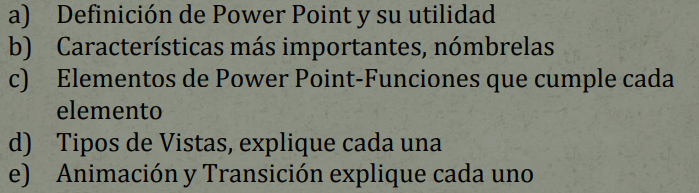 a) Definición de Power Point y su utilidad
b) Características más importantes, nómbrelas
c) Elementos de Power Point-Funciones que cumple cada
elemento
d) Tipos de Vistas, explique cada una
e) Animación y Transición explique cada uno